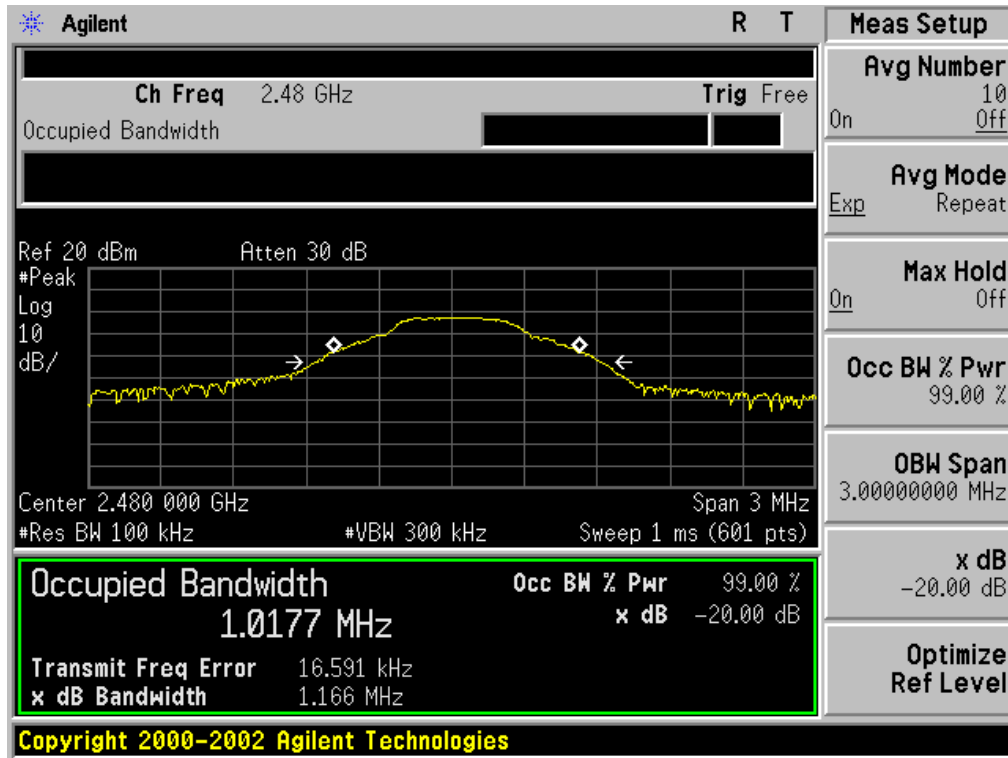 Agilent R T
Ch Freq 2.48 GHz Trig Free
Occupied Bandwidth
Ref 20 dBm Atten 30 dB
#Peak
Log
10
dB/
Center 2.480 000 GHz Span 3 MHz
#Res BW 100 kHz #VBW 300 kHz Sweep 1 ms (601 pts)
Occupied Bandwidth Occ BW % Pwr 99.00 %
1.0177 MHz x dB -20.00 dB
Transmit Freq Error 16.591 kHz
x dB Bandwidth 1.166 MHz
Copyright 2000-2002 Agilent Technologies
Meas Setup
Avg Number
10
On Off
Avg Mode
Exp Repeat
Max Hold
On Off
Occ BW % Pwr
99.00 %
OBW Span
3.00000000 MHz
x dB
-20.00 dB
Optimize
Ref Level